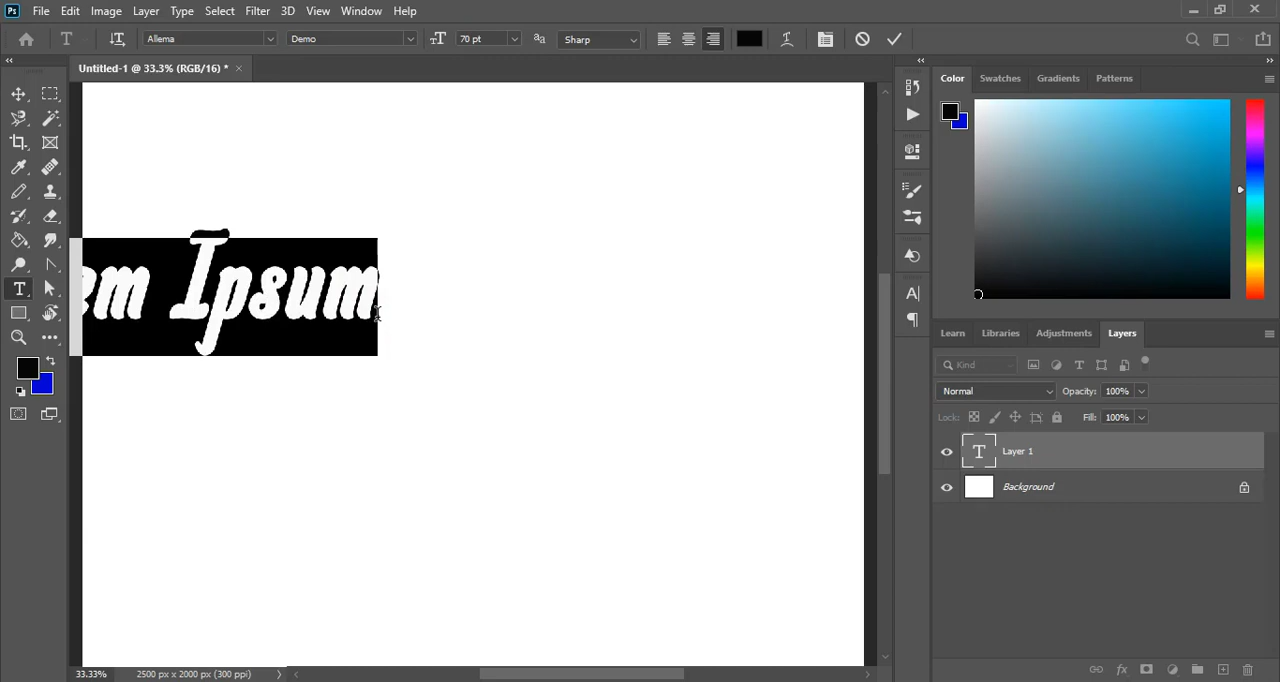 Ps File Edit Image Layer Type Select Filter 3D View Window Help
Allema Demo 70 pt Sharp
Untitled-1 @ 33.3% (RGB/16) * ×
em Ipsum
33.33% 2500 px x 2000 px (300 ppi)
Color Swatches Gradients Patterns
Learn Libraries Adjustments Layers
Kind
Normal Opacity: 100%
Lock: Fill: 100%
T Layer 1
Background